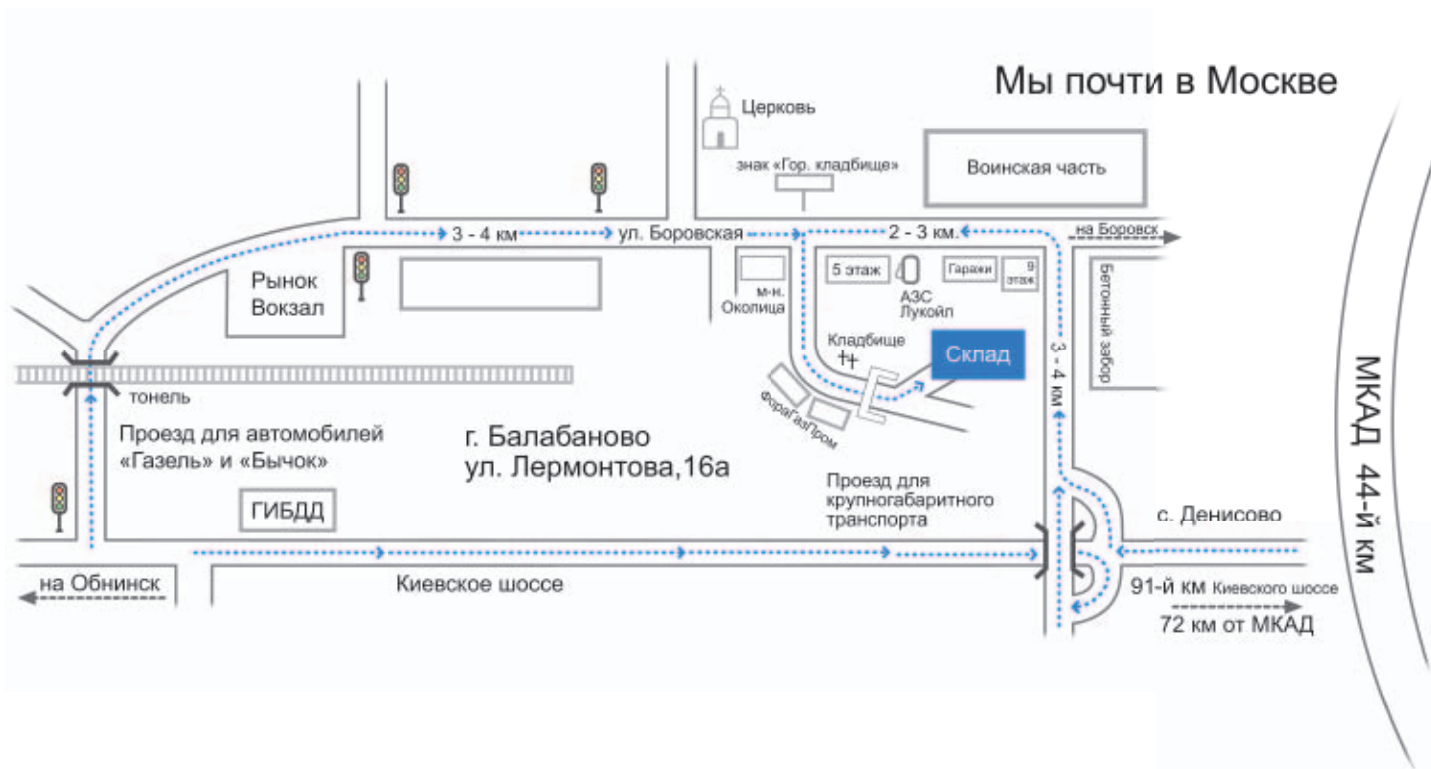 Мы почти в Москве
Церковь
знак «Гор. кладбище»
Воинская часть
3 - 4 км
ул. Боровская
2 - 3 км.
на Боровск
Рынок
Вокзал
м-н.
Околица
5 этаж
АЗС
Лукойл
Гаражи
9
этаж
Бетонный забор
Кладбище
Склад
3 - 4 км
МКАД 44-й км
тонель
ФораГазПром
Проезд для автомобилей
«Газель» и «Бычок»
г. Балабаново
ул. Лермонтова,16а
Проезд для
крупногабаритного
транспорта
ГИБДД
с. Денисово
на Обнинск
Киевское шоссе
91-й км Киевского шоссе
72 км от МКАД